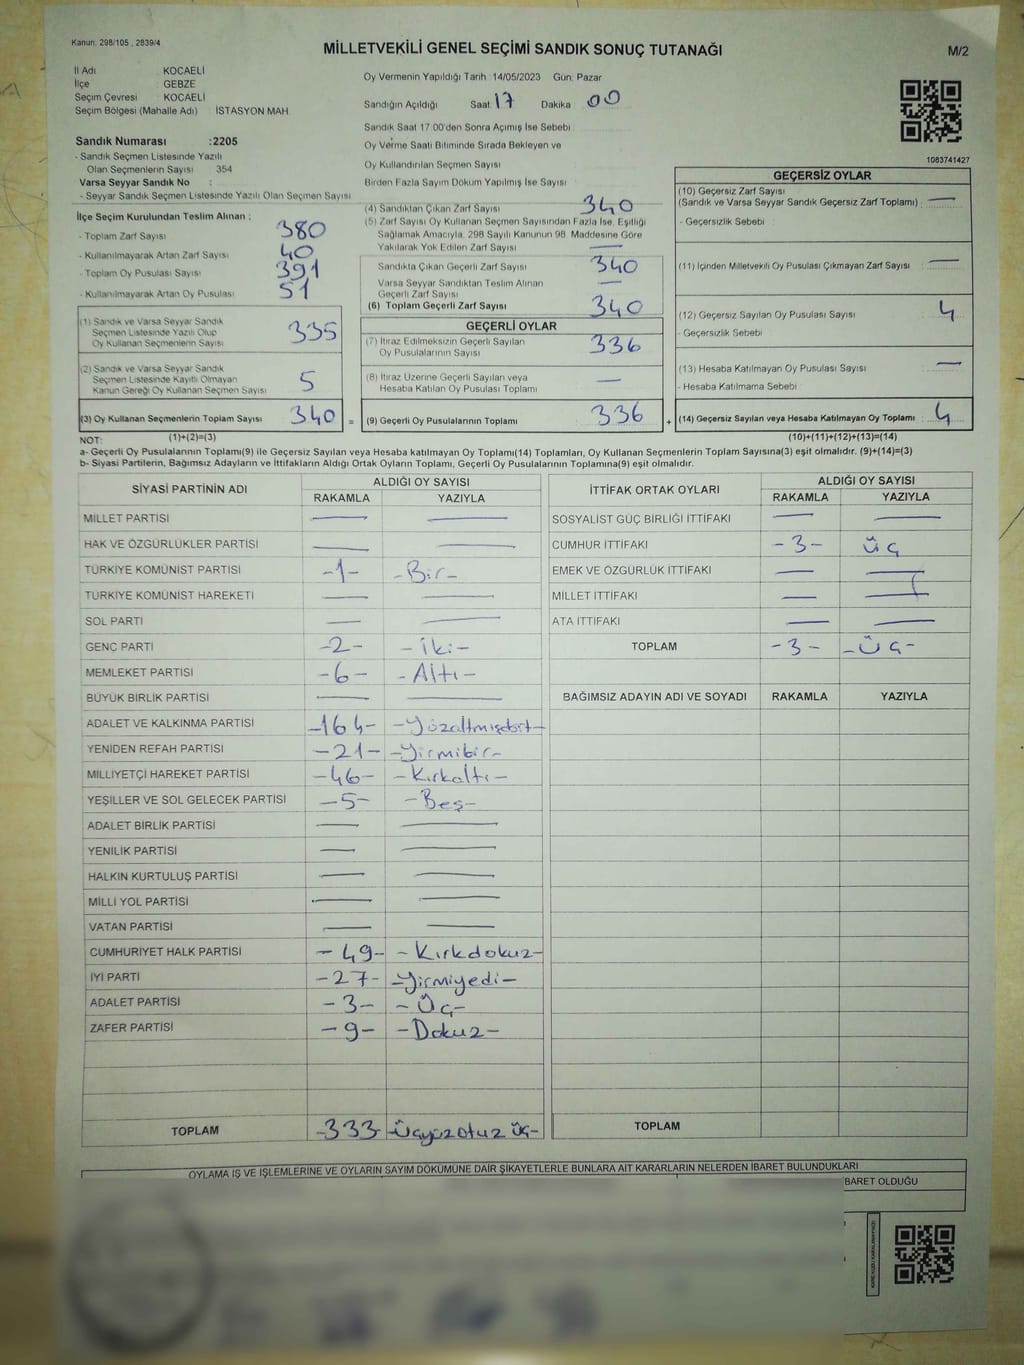 Kanun: 298/105 , 2839/4
MİLLETVEKİLİ GENEL SEÇİMİ SANDIK SONUÇ TUTANAĞI
M/2
İl Adı : KOCAELİ
İlçe : GEBZE
Seçim Çevresi : KOCAELİ
Seçim Bölgesi (Mahalle Adı) : İSTASYON MAH
Sandık Numarası :2205
- Sandık Seçmen Listesinde Yazılı
Olan Seçmenlerin Sayısı : 354
Varsa Seyyar Sandık No :
- Seyyar Sandık Seçmen Listesinde Yazılı Olan Seçmen Sayısı :
Oy Vermenin Yapıldığı Tarih :14/05/2023 Gün: Pazar
Sandığın Açıldığı Saat: 17 Dakika : 00
Sandık Saat 17:00'den Sonra Açımış İse Sebebi :
Oy Verme Saati Bitiminde Sırada Bekleyen ve
Oy Kullandırılan Seçmen Sayısı :
Birden Fazla Sayım Döküm Yapılmış İse Sayısı :
1083741427
İlçe Seçim Kurulundan Teslim Alınan ;
- Toplam Zarf Sayısı : 380
- Kullanılmayarak Artan Zarf Sayısı : 40
- Toplam Oy Pusulası Sayısı : 391
- Kullanılmayarak Artan Oy Pusulası : 51
(1) Sandık ve Varsa Seyyar Sandık
Seçmen Listesinde Yazılı Olup
Oy Kullanan Seçmenlerin Sayısı : 335
(2) Sandık ve Varsa Seyyar Sandık
Seçmen Listesinde Kayıtlı Olmayan
Kanun Gereği Oy Kullanan Seçmen Sayısı : 5
(3) Oy Kullanan Seçmenlerin Toplam Sayısı : 340
(4) Sandıktan Çıkan Zarf Sayısı : 340
(5) Zarf Sayısı Oy Kullanan Seçmen Sayısından Fazla İse, Eşitliği
Sağlamak Amacıyla, 298 Sayılı Kanunun 98. Maddesine Göre
Yakılarak Yok Edilen Zarf Sayısı : —
Sandıkta Çıkan Geçerli Zarf Sayısı : 340
Varsa Seyyar Sandıktan Teslim Alınan
Geçerli Zarf Sayısı : —
(6) Toplam Geçerli Zarf Sayısı : 340
GEÇERLİ OYLAR
(7) İtiraz Edilmeksizin Geçerli Sayılan
Oy Pusulalarının Sayısı : 336
(8) İtiraz Üzerine Geçerli Sayılan veya
Hesaba Katılan Oy Pusulası Toplamı : —
= (9) Geçerli Oy Pusulalarının Toplamı : 336
GEÇERSİZ OYLAR
(10) Geçersiz Zarf Sayısı
(Sandık ve Varsa Seyyar Sandık Geçersiz Zarf Toplamı) : —
- Geçersizlik Sebebi :
(11) İçinden Milletvekili Oy Pusulası Çıkmayan Zarf Sayısı : —
(12) Geçersiz Sayılan Oy Pusulası Sayısı : 4
- Geçersizlik Sebebi :
(13) Hesaba Katılmayan Oy Pusulası Sayısı : —
- Hesaba Katılmama Sebebi :
+ (14) Geçersiz Sayılan veya Hesaba Katılmayan Oy Toplamı : 4
NOT: (1)+(2)=(3) (10)+(11)+(12)+(13)=(14)
a- Geçerli Oy Pusulalarının Toplamı(9) ile Geçersiz Sayılan veya Hesaba katılmayan Oy Toplamı(14) Toplamları, Oy Kullanan Seçmenlerin Toplam Sayısına(3) eşit olmalıdır. (9)+(14)=(3)
b- Siyasi Partilerin, Bağımsız Adayların ve İttifakların Aldığı Ortak Oyların Toplamı, Geçerli Oy Pusulalarının Toplamına(9) eşit olmalıdır.
SİYASİ PARTİNİN ADI ALDIĞI OY SAYISI
RAKAMLA YAZIYLA
MİLLET PARTİSİ — —
HAK VE ÖZGÜRLÜKLER PARTİSİ — —
TÜRKİYE KOMÜNİST PARTİSİ -1- -Bir-
TÜRKİYE KOMÜNİST HAREKETİ — —
SOL PARTİ — —
GENÇ PARTİ -2- -İki-
MEMLEKET PARTİSİ -6- -Altı-
BÜYÜK BİRLİK PARTİSİ — —
ADALET VE KALKINMA PARTİSİ -164- -Yüzaltmışdört-
YENİDEN REFAH PARTİSİ -21- -Yirmibir-
MİLLİYETÇİ HAREKET PARTİSİ -46- -Kırkaltı-
YEŞİLLER VE SOL GELECEK PARTİSİ -5- -Beş-
ADALET BİRLİK PARTİSİ — —
YENİLİK PARTİSİ — —
HALKIN KURTULUŞ PARTİSİ — —
MİLLİ YOL PARTİSİ — —
VATAN PARTİSİ — —
CUMHURİYET HALK PARTİSİ -49- -Kırkdokuz-
İYİ PARTİ -27- -Yirmiyedi-
ADALET PARTİSİ -3- -Üç-
ZAFER PARTİSİ -9- -Dokuz-
TOPLAM -333- -Üçyüzotuz üç-
İTTİFAK ORTAK OYLARI ALDIĞI OY SAYISI
RAKAMLA YAZIYLA
SOSYALİST GÜÇ BİRLİĞİ İTTİFAKI — —
CUMHUR İTTİFAKI -3- Üç
EMEK VE ÖZGÜRLÜK İTTİFAKI — —
MİLLET İTTİFAKI — —
ATA İTTİFAKI — —
TOPLAM -3- -Üç-
BAĞIMSIZ ADAYIN ADI VE SOYADI RAKAMLA YAZIYLA
TOPLAM
OYLAMA İŞ VE İŞLEMLERİNE VE OYLARIN SAYIM DÖKÜMÜNE DAİR ŞİKAYETLERLE BUNLARA AİT KARARLARIN NELERDEN İBARET BULUNDUKLARI
BARET OLDUĞU